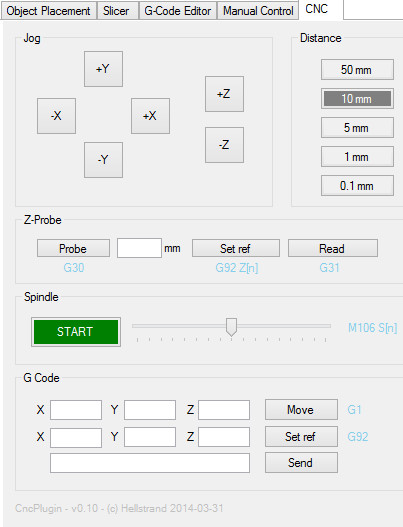 Object Placement Slicer G-Code Editor Manual Control CNC
Jog Distance
+Y 50 mm
+Z 10 mm
-X +X 5 mm
-Z
-Y 1 mm
0.1 mm
Z-Probe
Probe mm Set ref Read
G30 G92 Z[n] G31
Spindle
START M106 S[n]
G Code
X Y Z Move G1
X Y Z Set ref G92
Send
CncPlugin - v0.10 - (c) Hellstrand 2014-03-31